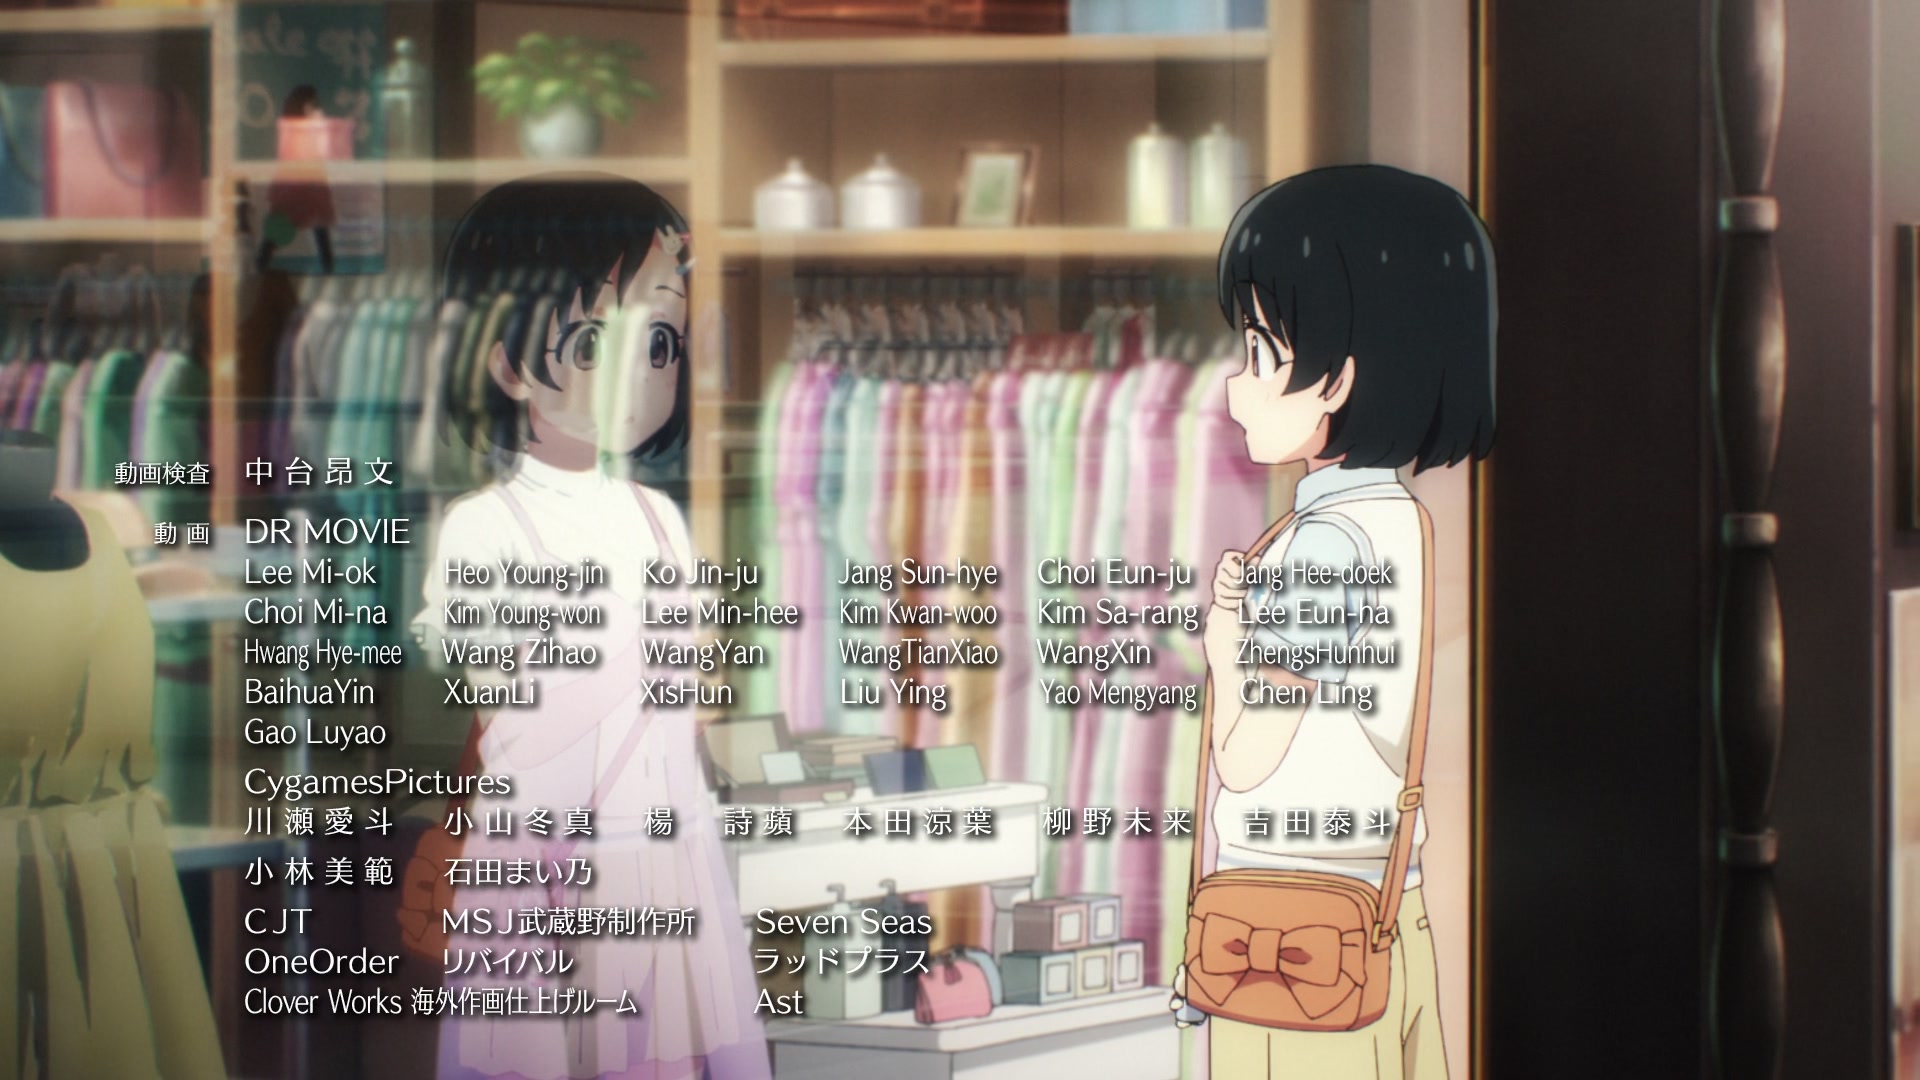 動画検査 中台昂文
動画 DR MOVIE
Lee Mi-ok Heo Young-jin Ko Jin-ju Jang Sun-hye Choi Eun-ju Jang Hee-doek
Choi Mi-na Kim Young-won Lee Min-hee Kim Kwan-woo Kim Sa-rang Lee Eun-ha
Hwang Hye-mee Wang Zihao WangYan WangTianXiao WangXin ZhengsHunhui
BaihuaYin XuanLi XisHun Liu Ying Yao Mengyang Chen Ling
Gao Luyao
CygamesPictures
川瀬愛斗 小山冬真 楊 詩蘋 本田涼葉 柳野未来 吉田泰斗
小林美範 石田まい乃
CJT MSJ武蔵野制作所 Seven Seas
OneOrder リバイバル ラッドプラス
Clover Works 海外作画仕上げルーム Ast